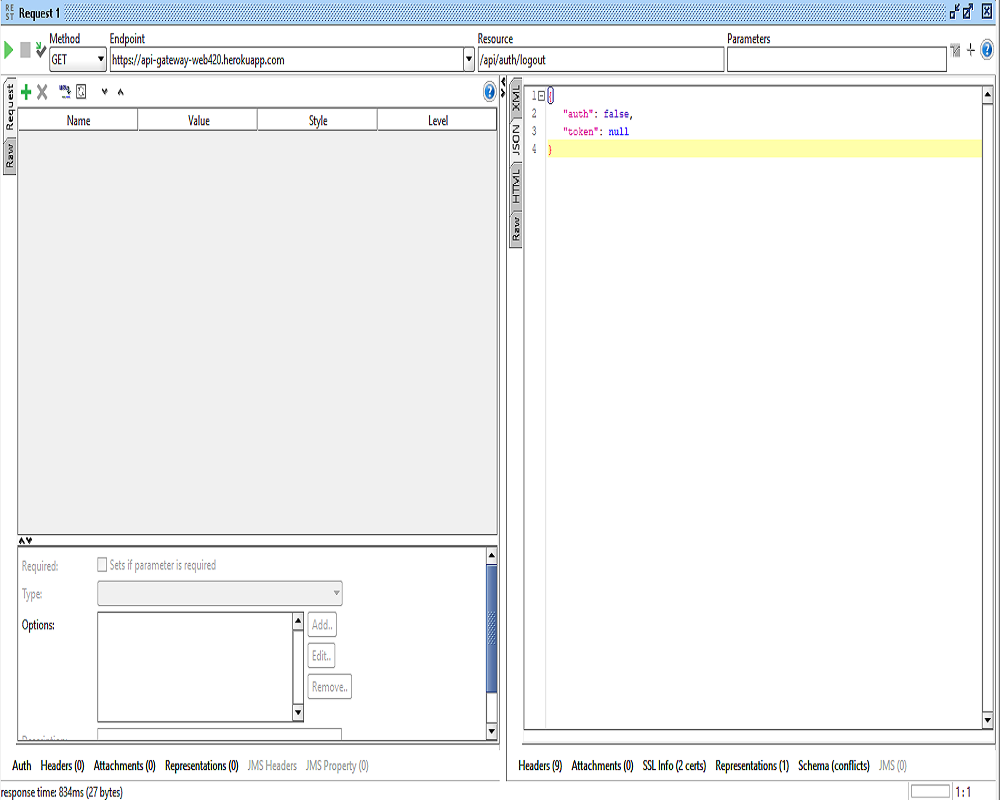 RE
ST
Request 1
Method
Endpoint
Resource
Parameters
GET
https://api-gateway-web420.herokuapp.com
/api/auth/logout
Request
Raw
Name Value Style Level
XML
JSON
HTML
Raw
1 {
2 "auth": false,
3 "token": null
4 }
Required: Sets if parameter is required
Type:
Options:
Add..
Edit..
Remove..
Auth Headers (0) Attachments (0) Representations (0) JMS Headers JMS Property (0)
Headers (9) Attachments (0) SSL Info (2 certs) Representations (1) Schema (conflicts) JMS (0)
response time: 834ms (27 bytes)
1 : 1